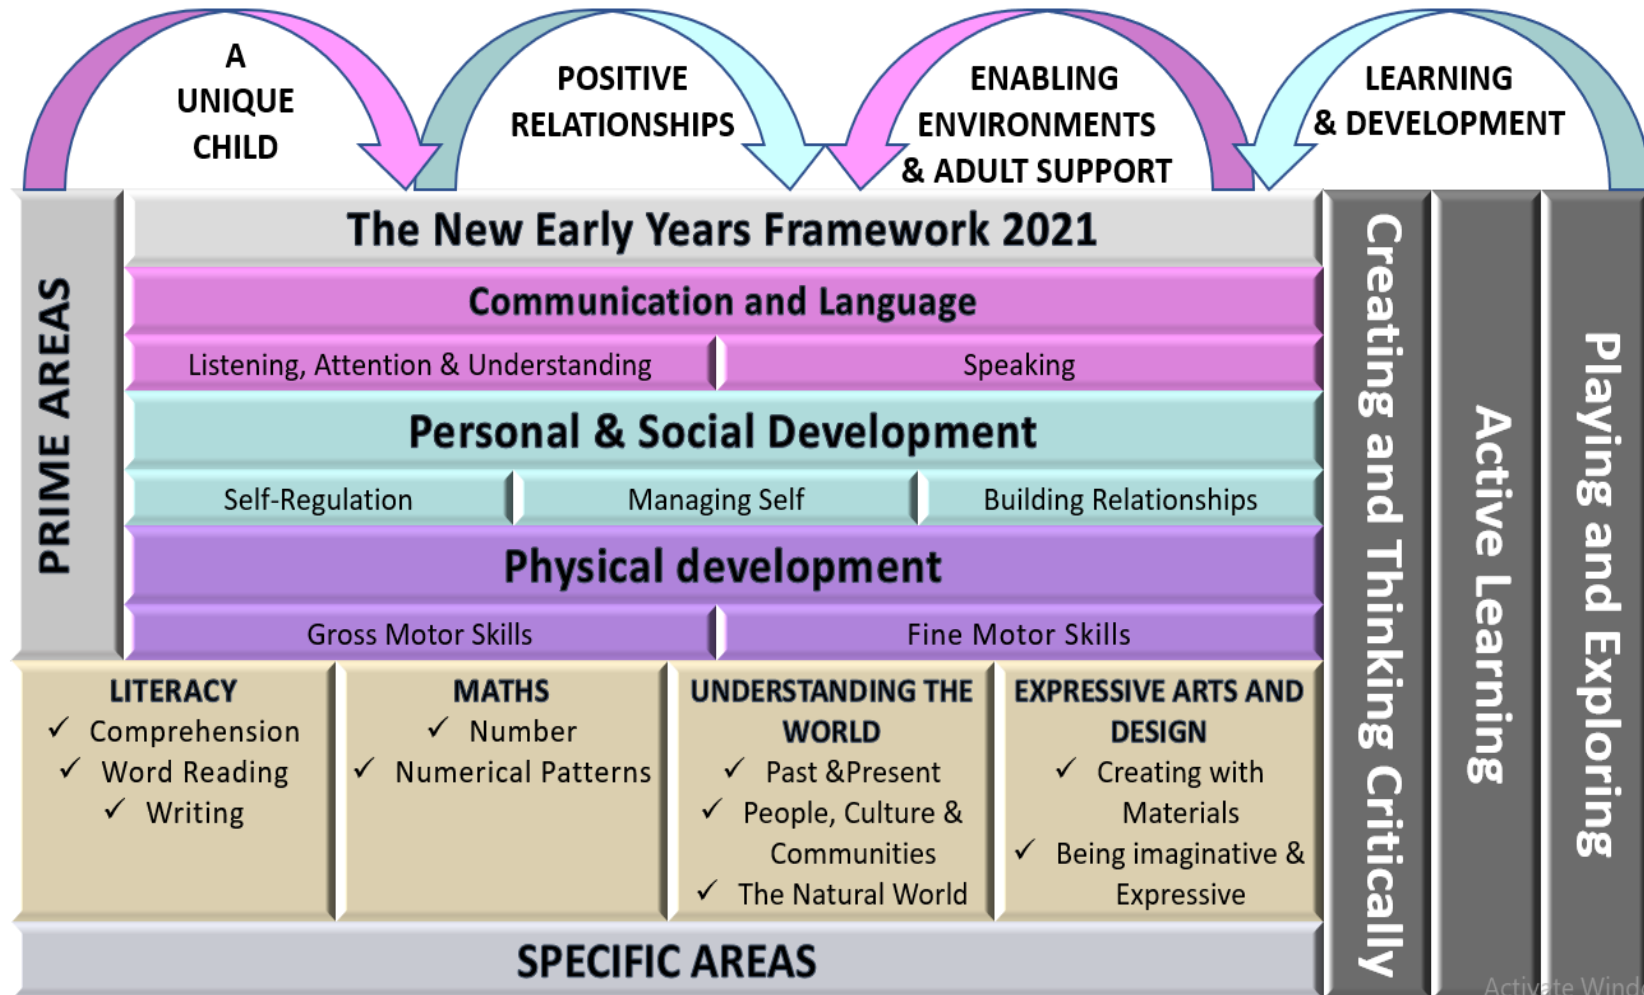 A
UNIQUE
CHILD
POSITIVE
RELATIONSHIPS
ENABLING
ENVIRONMENTS
& ADULT SUPPORT
LEARNING
& DEVELOPMENT
PRIME AREAS
The New Early Years Framework 2021
Communication and Language
Listening, Attention & Understanding
Speaking
Personal & Social Development
Self-Regulation
Managing Self
Building Relationships
Physical development
Gross Motor Skills
Fine Motor Skills
LITERACY
✓ Comprehension
✓ Word Reading
✓ Writing
MATHS
✓ Number
✓ Numerical Patterns
UNDERSTANDING THE
WORLD
✓ Past &Present
✓ People, Culture &
Communities
✓ The Natural World
EXPRESSIVE ARTS AND
DESIGN
✓ Creating with
Materials
✓ Being imaginative &
Expressive
SPECIFIC AREAS
Creating and Thinking Critically
Active Learning
Playing and Exploring
Activate Wind